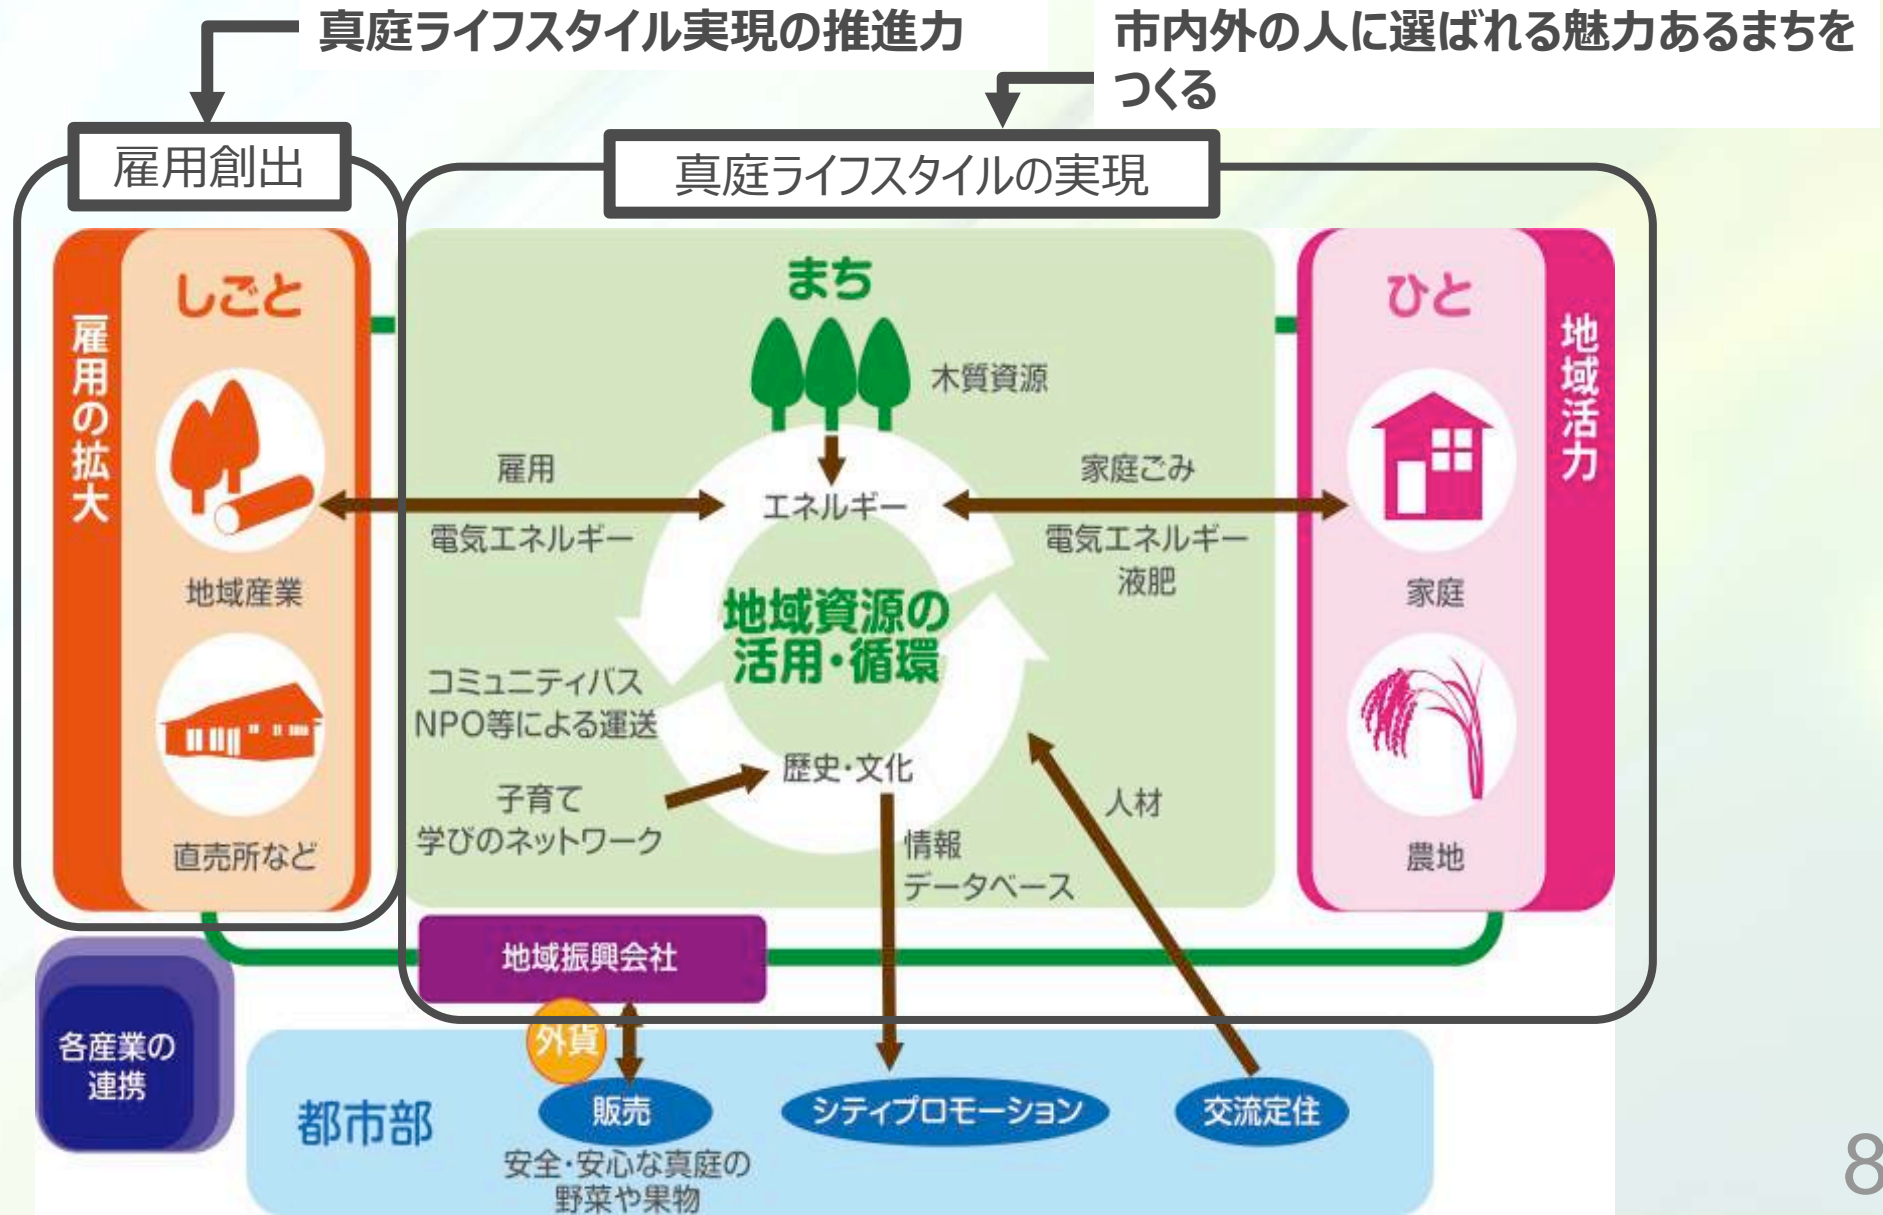 真庭ライフスタイル実現の推進力
市内外の人に選ばれる魅力あるまちを
つくる
雇用創出
真庭ライフスタイルの実現
雇用の拡大
しごと
地域産業
直売所など
まち
木質資源
雇用
電気エネルギー
エネルギー
家庭ごみ
電気エネルギー
液肥
地域資源の
活用・循環
コミュニティバス
NPO等による運送
歴史・文化
子育て
学びのネットワーク
情報
データベース
人材
ひと
家庭
農地
地域活力
地域振興会社
各産業の
連携
外貨
都市部
販売
安全・安心な真庭の
野菜や果物
シティプロモーション
交流定住
8